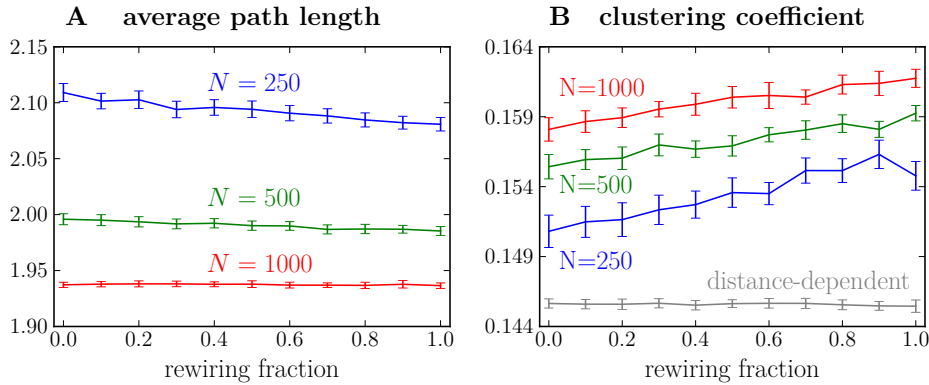 A average path length
2.15
2.10
2.05
2.00
1.95
1.90
N = 250
N = 500
N = 1000
0.0 0.2 0.4 0.6 0.8 1.0
rewiring fraction
B clustering coefficient
0.164
0.159
0.154
0.149
0.144
N=1000
N=500
N=250
distance-dependent
0.0 0.2 0.4 0.6 0.8 1.0
rewiring fraction